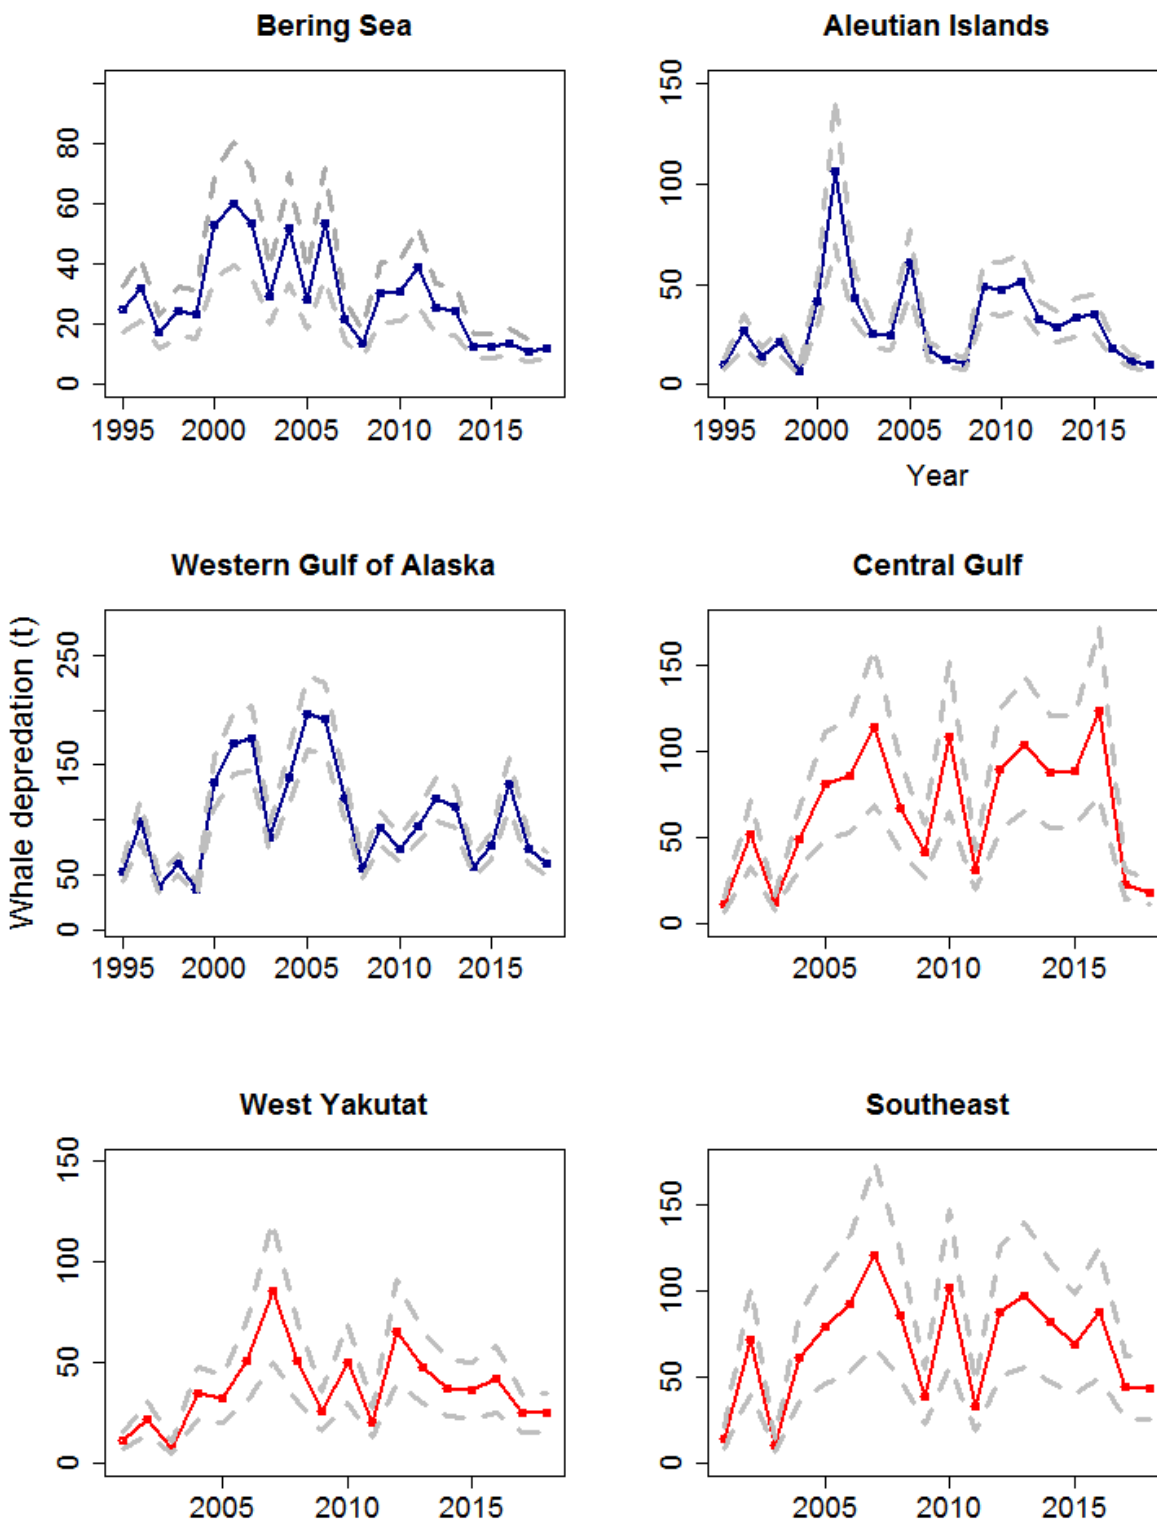 Bering Sea
Aleutian Islands
0 20 40 60 80
0 50 100 150
1995 2000 2005 2010 2015
1995 2000 2005 2010 2015
Year
Western Gulf of Alaska
Central Gulf
Whale depredation (t)
0 50 150 250
0 50 100 150
1995 2000 2005 2010 2015
2005 2010 2015
West Yakutat
Southeast
0 50 100 150
0 50 100 150
2005 2010 2015
2005 2010 2015